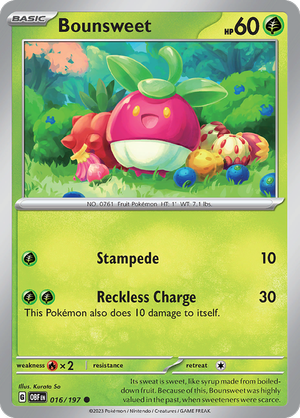 BASIC
Bounsweet
HP 60
NO. 0761 Fruit Pokémon HT: 1' WT: 7.1 lbs.
Stampede 10
Reckless Charge 30
This Pokémon also does 10 damage to itself.
weakness ×2 resistance retreat
Illus. Kurata So
G OBF EN 016/197
Its sweat is sweet, like syrup made from boiled-
down fruit. Because of this, Bounsweet was highly
valued in the past, when sweeteners were scarce.
©2023 Pokémon / Nintendo / Creatures / GAME FREAK